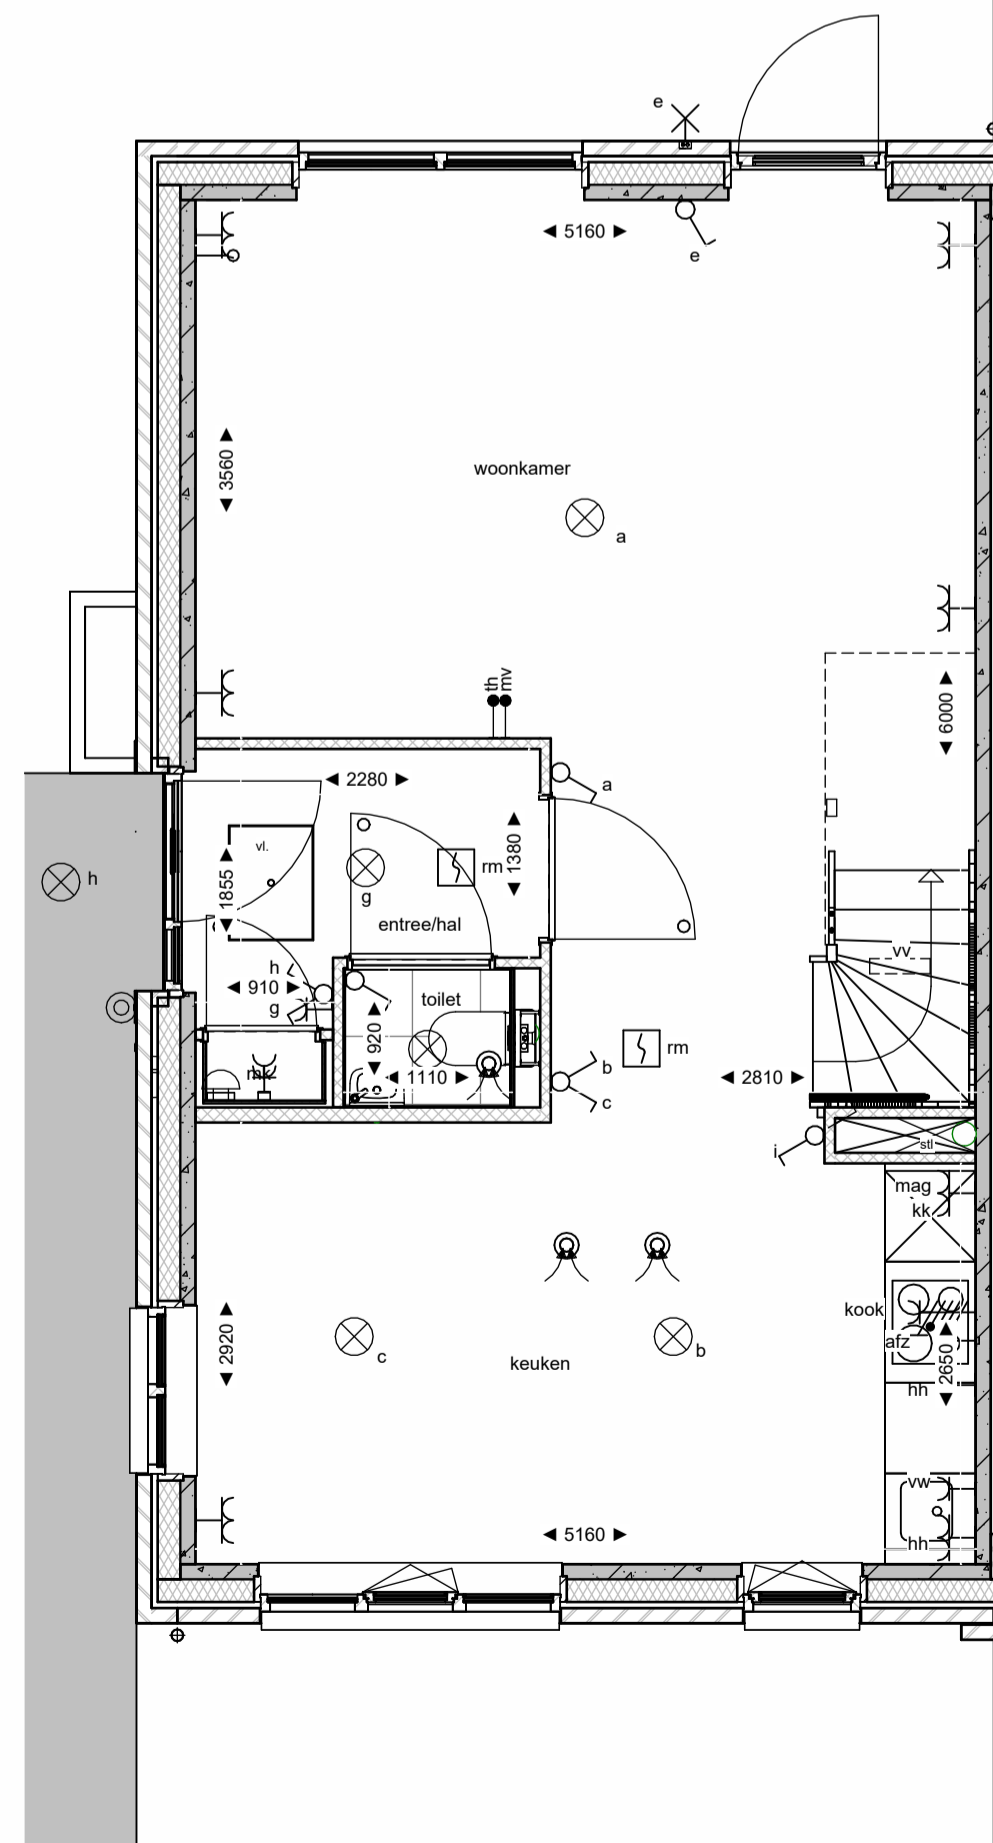 e
5160
e
3560
woonkamer
a
th
mv
6000
2280
a
vl.
1855
g
rm
1380
entree/hal
h
h
910
g
toilet
920
1110
mk
vv
rm
b
c
2810
i
stl
mag
kk
kook
afz
2650
hh
2920
c
keuken
b
vw
hh
5160